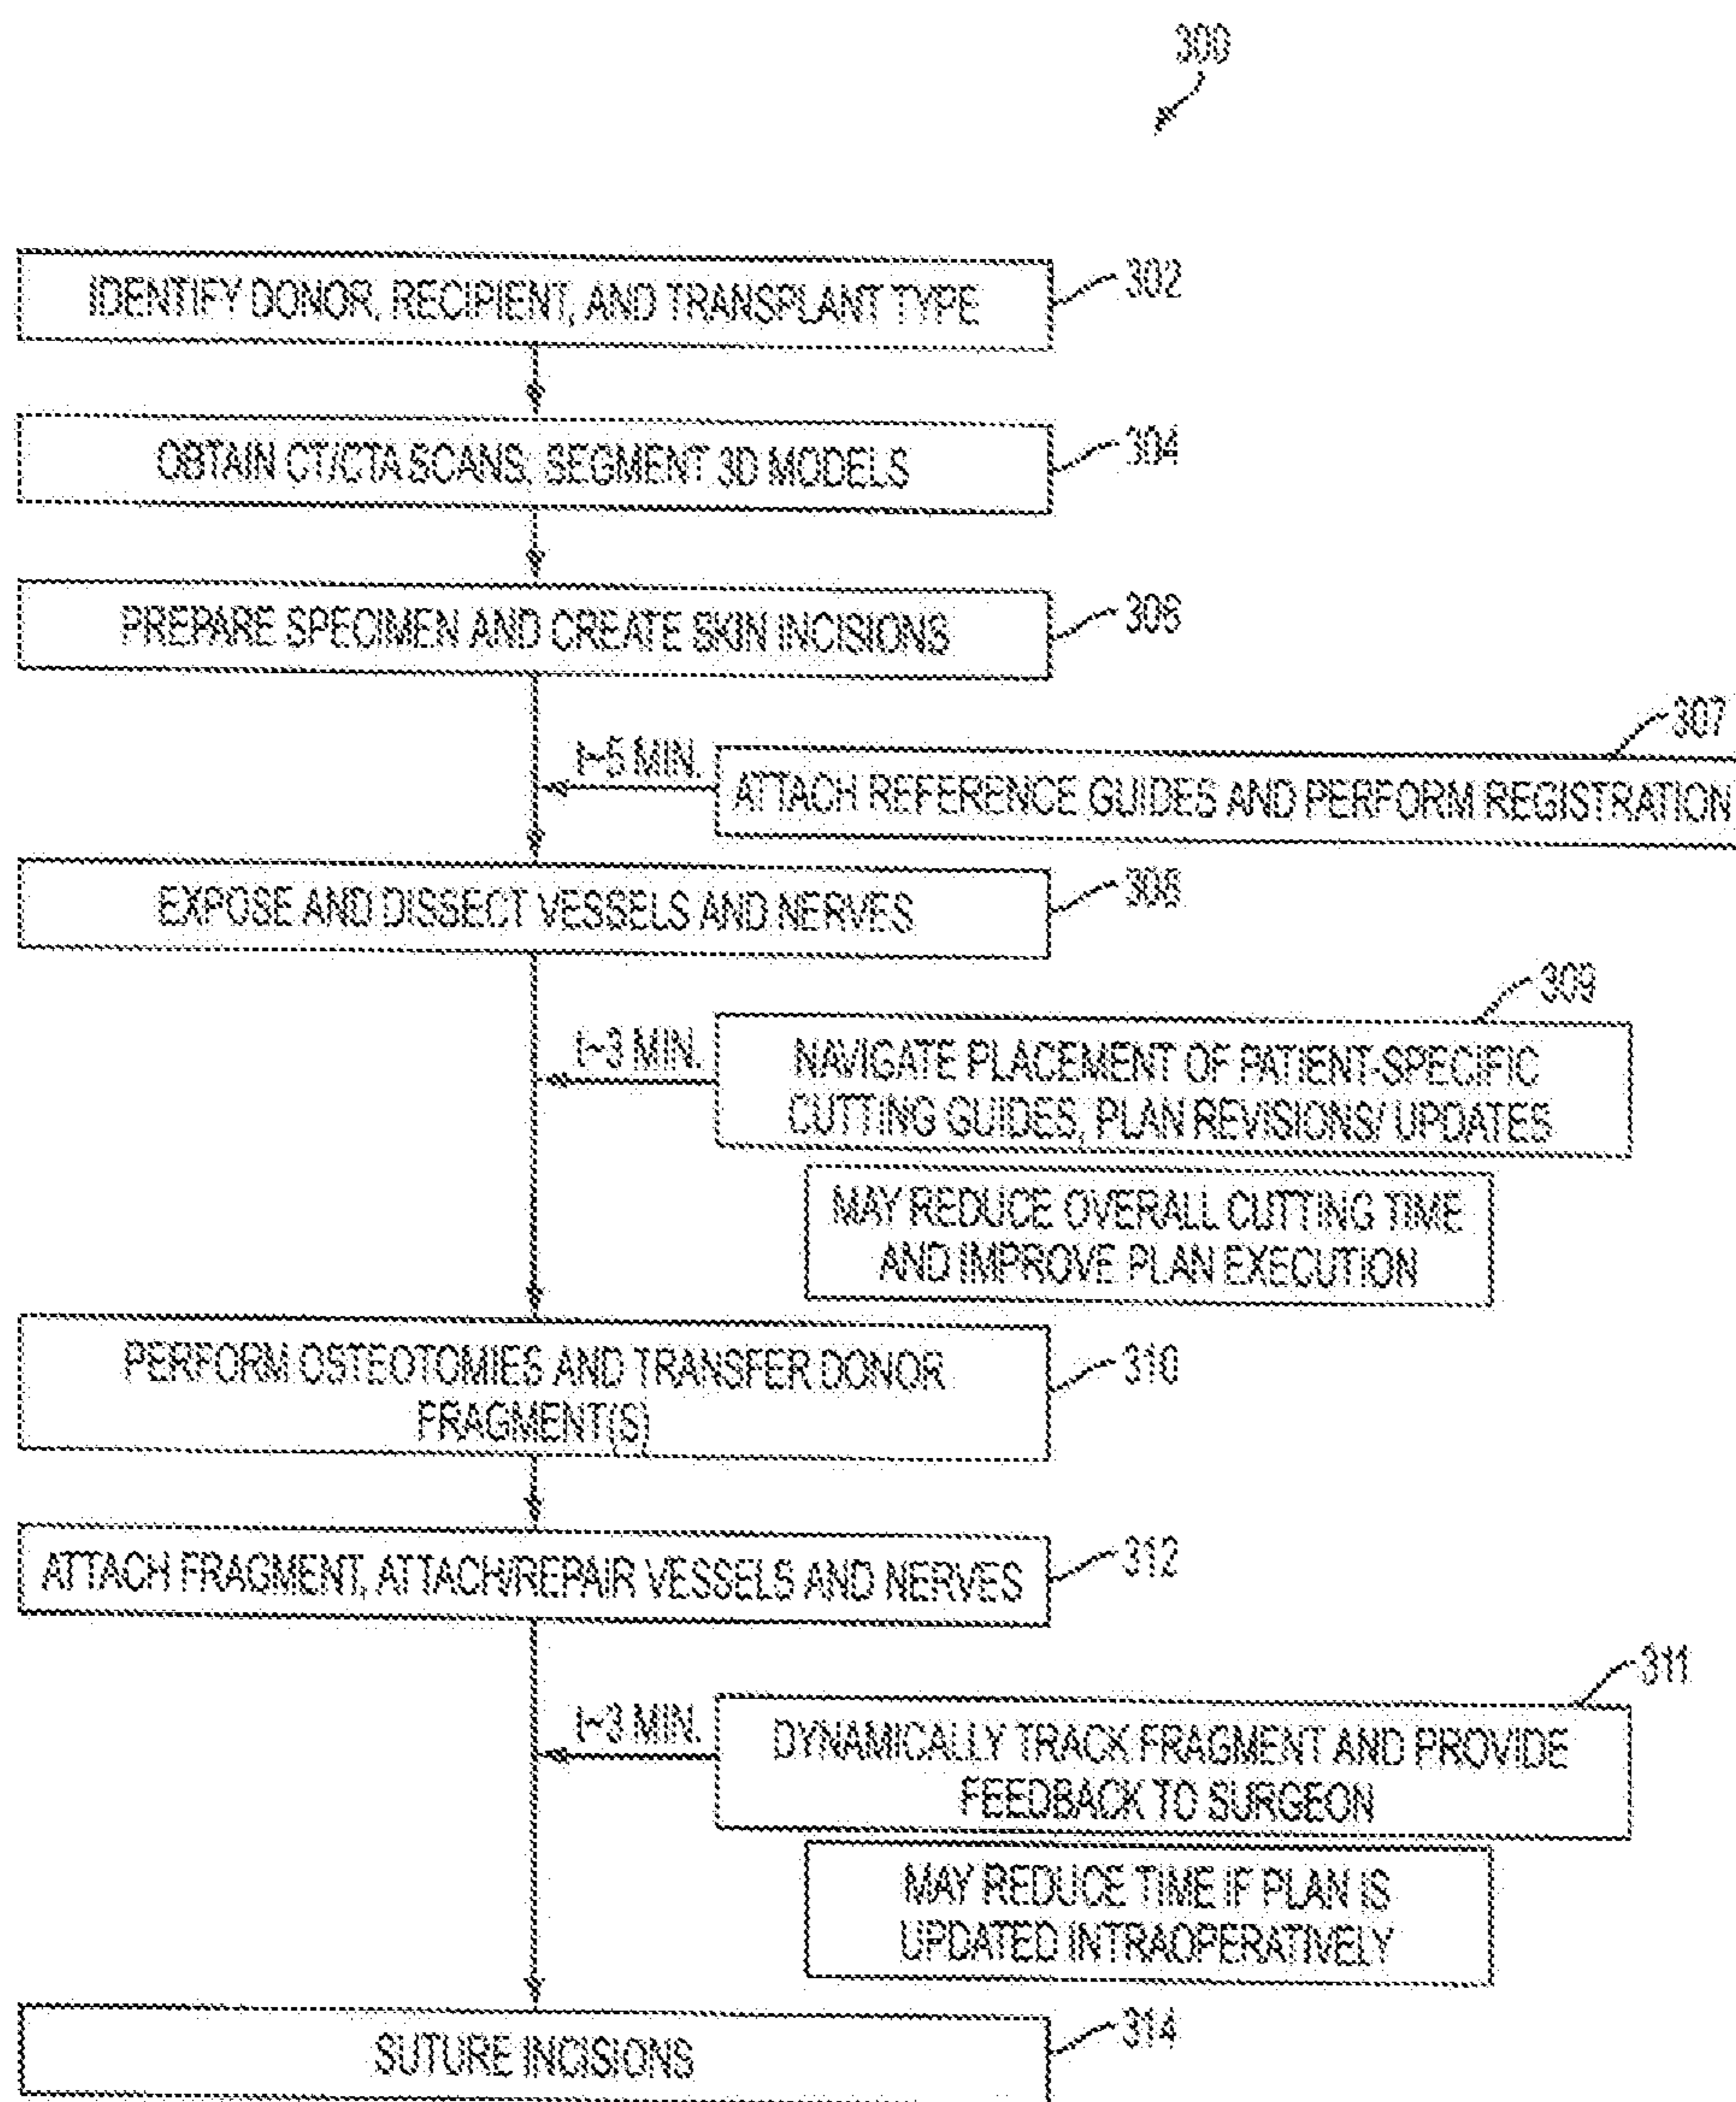 300
IDENTIFY DONOR, RECIPIENT, AND TRANSPLANT TYPE
302
OBTAIN CT/CTA SCANS, SEGMENT 3D MODELS
304
PREPARE SPECIMEN AND CREATE SKIN INCISIONS
306
307
t~5 MIN.
ATTACH REFERENCE GUIDES AND PERFORM REGISTRATION
EXPOSE AND DISSECT VESSELS AND NERVES
308
309
t~3 MIN.
NAVIGATE PLACEMENT OF PATIENT-SPECIFIC
CUTTING GUIDES, PLAN REVISIONS/ UPDATES
MAY REDUCE OVERALL CUTTING TIME
AND IMPROVE PLAN EXECUTION
PERFORM OSTEOTOMIES AND TRANSFER DONOR
FRAGMENT(S)
310
ATTACH FRAGMENT, ATTACH/REPAIR VESSELS AND NERVES
312
311
t~3 MIN.
DYNAMICALLY TRACK FRAGMENT AND PROVIDE
FEEDBACK TO SURGEON
MAY REDUCE TIME IF PLAN IS
UPDATED INTRAOPERATIVELY
SUTURE INCISIONS
314